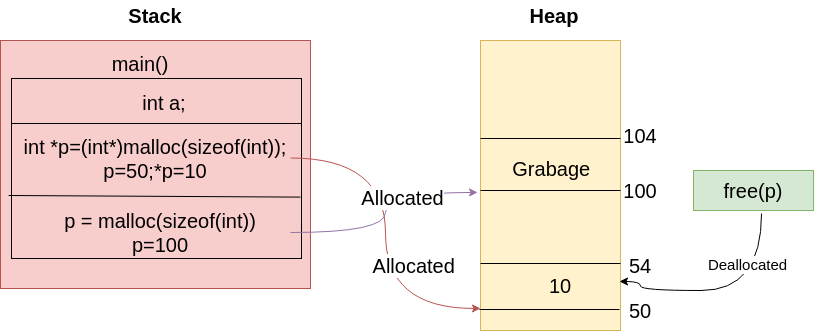 Stack
Heap
main()
int a;
int *p=(int*)malloc(sizeof(int));
p=50;*p=10
p = malloc(sizeof(int))
p=100
Allocated
Allocated
104
Grabage
100
54
10
50
free(p)
Deallocated